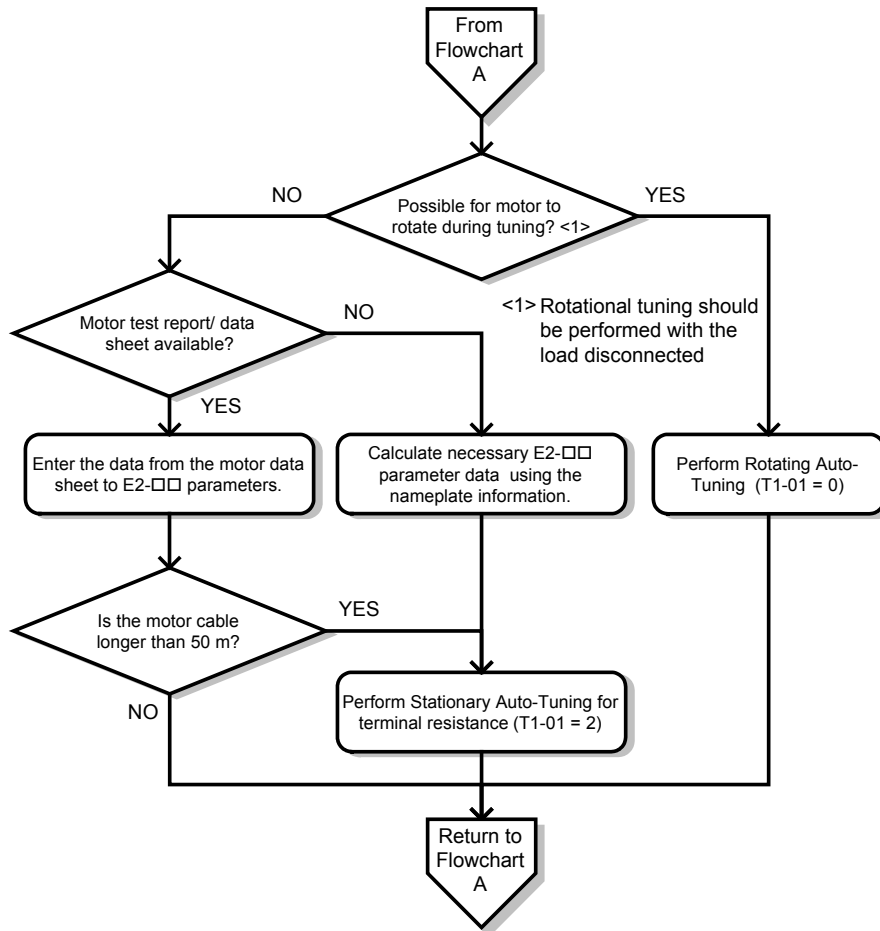 From
Flowchart
A
NO
YES
Possible for motor to
rotate during tuning? <1>
Motor test report/ data
sheet available?
NO
<1> Rotational tuning should
be performed with the
load disconnected
YES
Enter the data from the motor data
sheet to E2-□□ parameters.
Calculate necessary E2-□□
parameter data using the
nameplate information.
Perform Rotating Auto-
Tuning (T1-01 = 0)
Is the motor cable
longer than 50 m?
YES
NO
Perform Stationary Auto-Tuning for
terminal resistance (T1-01 = 2)
Return to
Flowchart
A